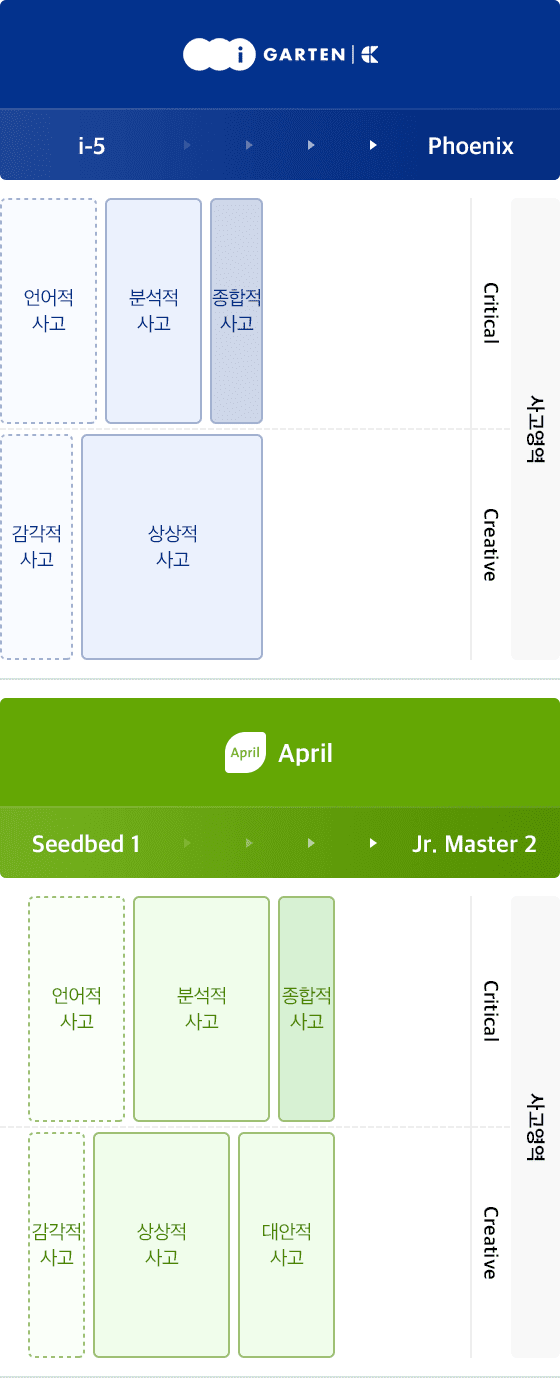 i GARTEN
i-5
Phoenix
언어적
사고
분석적
사고
종합적
사고
Critical
감각적
사고
상상적
사고
Creative
사고영역
April April
Seedbed 1
Jr. Master 2
언어적
사고
분석적
사고
종합적
사고
Critical
감각적
사고
상상적
사고
대안적
사고
Creative
사고영역